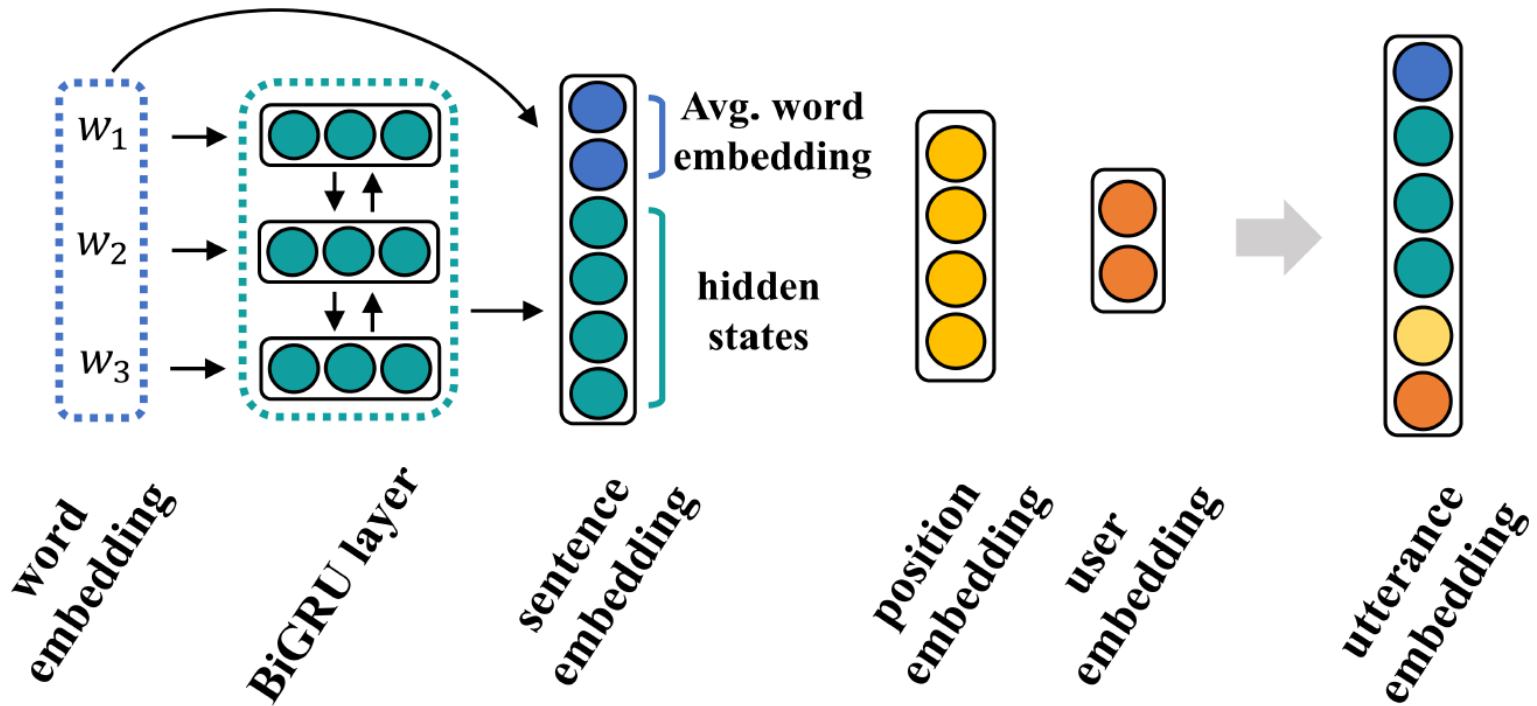 w₁
w₂
w₃
Avg. word
embedding
hidden
states
word
embedding
BiGRU layer
sentence
embedding
position
embedding
user
embedding
utterance
embedding